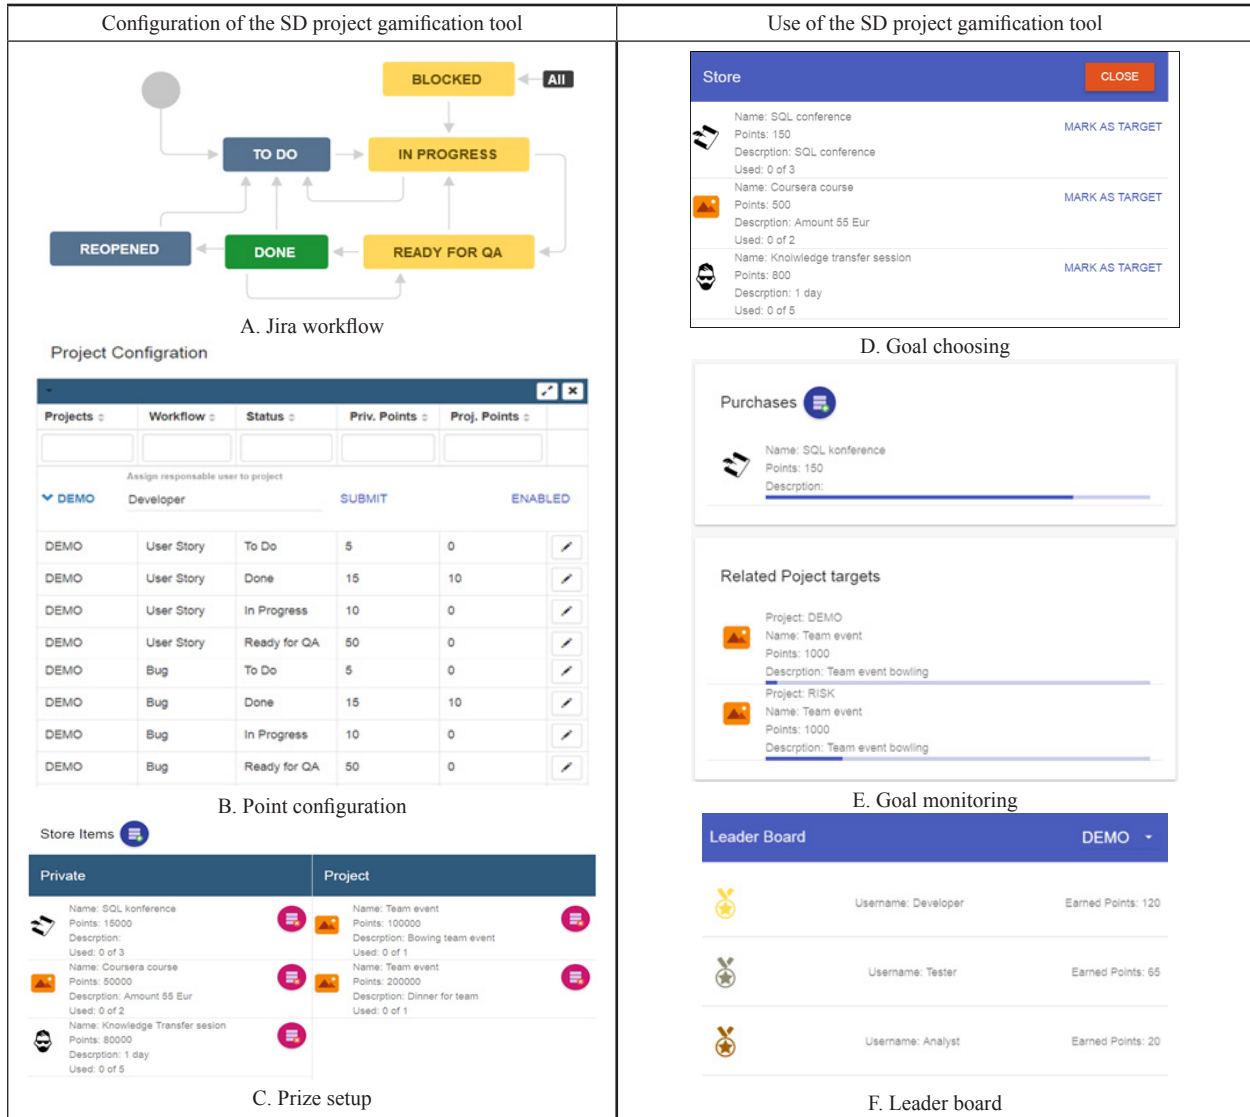 Configuration of the SD project gamification tool
Use of the SD project gamification tool
BLOCKED
All
TO DO
IN PROGRESS
REOPENED
DONE
READY FOR QA
A. Jira workflow
Project Configration
Projects Workflow Status Priv. Points Proj. Points
Assign responsable user to project
DEMO Developer SUBMIT ENABLED
DEMO User Story To Do 5 0
DEMO User Story Done 15 10
DEMO User Story In Progress 10 0
DEMO User Story Ready for QA 50 0
DEMO Bug To Do 5 0
DEMO Bug Done 15 10
DEMO Bug In Progress 10 0
DEMO Bug Ready for QA 50 0
B. Point configuration
Store Items
Private
Name: SQL konference
Points: 15000
Descrption:
Used: 0 of 3
Name: Coursera course
Points: 50000
Descrption: Amount 55 Eur
Used: 0 of 2
Name: Knowledge Transfer sesion
Points: 80000
Descrption: 1 day
Used: 0 of 5
Project
Name: Team event
Points: 100000
Descrption: Bowing team event
Used: 0 of 1
Name: Team event
Points: 200000
Descrption: Dinner for team
Used: 0 of 1
C. Prize setup
Store CLOSE
Name: SQL conference
Points: 150 MARK AS TARGET
Descrption: SQL conference
Used: 0 of 3
Name: Coursera course
Points: 500 MARK AS TARGET
Descrption: Amount 55 Eur
Used: 0 of 2
Name: Knoiwledge transfer session
Points: 800 MARK AS TARGET
Descrption: 1 day
Used: 0 of 5
D. Goal choosing
Purchases
Name: SQL konference
Points: 150
Descrption:
Related Poject targets
Project: DEMO
Name: Team event
Points: 1000
Descrption: Team event bowling
Project: RISK
Name: Team event
Points: 1000
Descrption: Team event bowling
E. Goal monitoring
Leader Board DEMO
Username: Developer Earned Points: 120
Username: Tester Earned Points: 65
Username: Analyst Earned Points: 20
F. Leader board